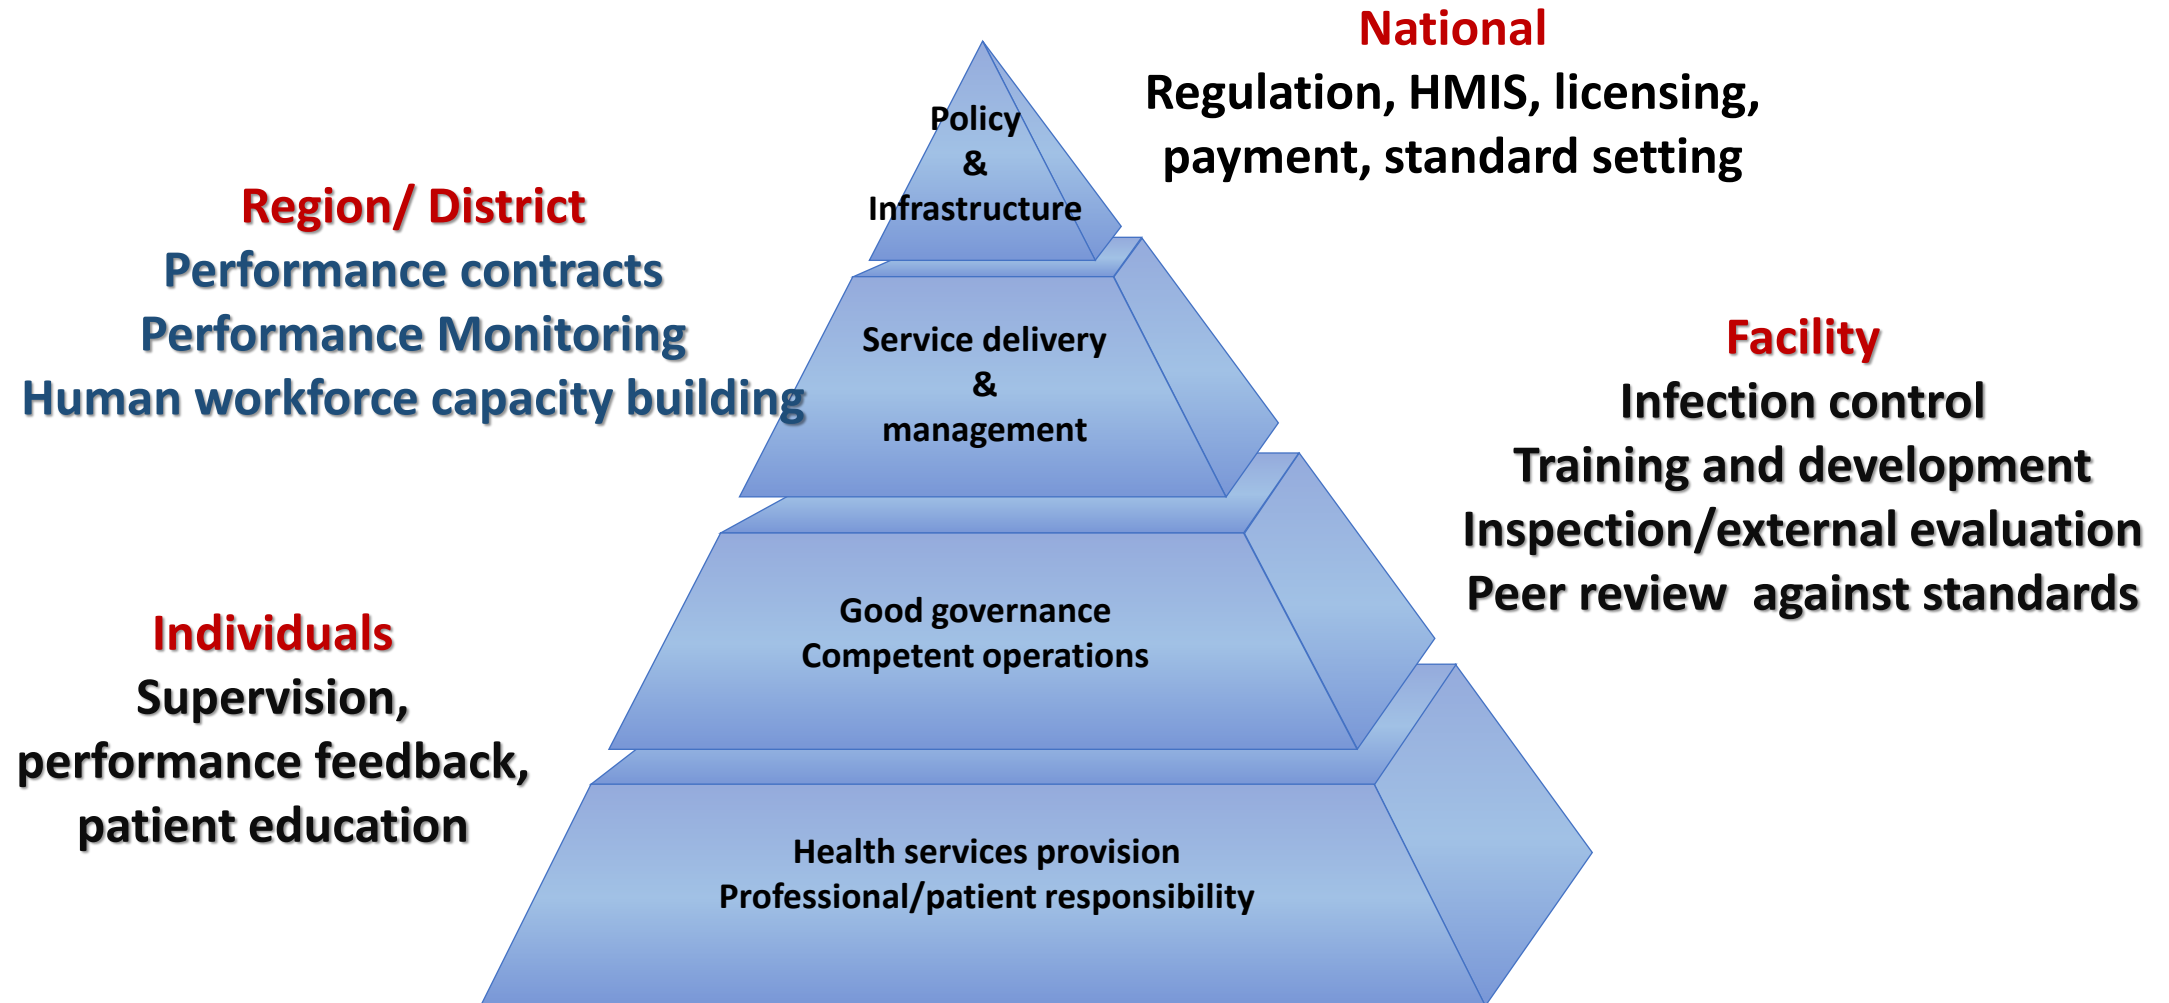 National
Regulation, HMIS, licensing,
payment, standard setting
Policy
&
Infrastructure
Region/ District
Performance contracts
Performance Monitoring
Human workforce capacity building
Service delivery
&
management
Facility
Infection control
Training and development
Inspection/external evaluation
Peer review  against standards
Good governance
Competent operations
Individuals
Supervision,
performance feedback,
patient education
Health services provision
Professional/patient responsibility